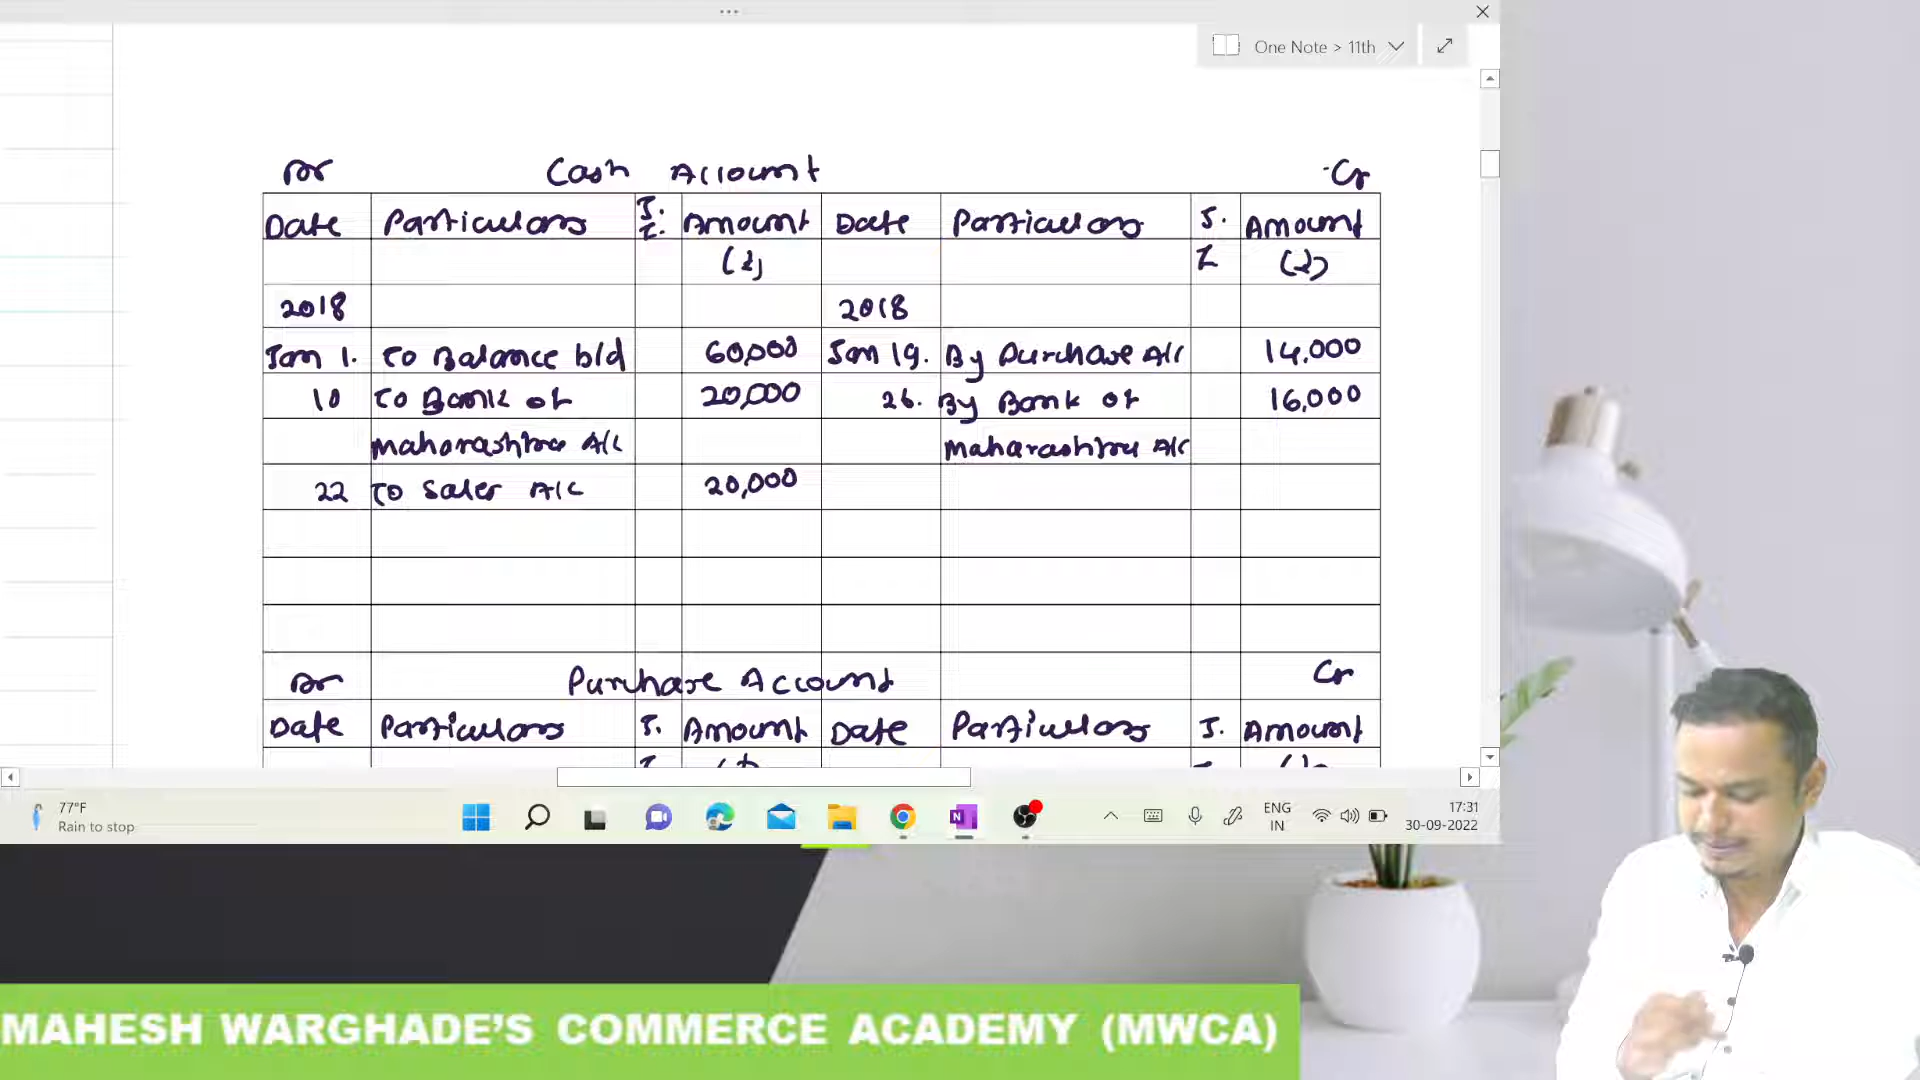 One Note > 11th
Dr Cash Account Cr
Date Particulars J. Amount Date Particulars J. Amount
F. (₹) F (₹)
2018 2018
Jan 1. To Balance b/d 60,000 Jan 19. By Purchase A/c 14,000
10 To Bank of 20,000 26. By Bank of 16,000
Maharashtra A/c Maharashtra A/c
22 To Sales A/c 20,000
Dr Purchase Account Cr
Date Particulars J. Amount Date Particulars J. Amount
77°F
Rain to stop
ENG
IN
17:31
30-09-2022
MAHESH WARGHADE'S COMMERCE ACADEMY (MWCA)